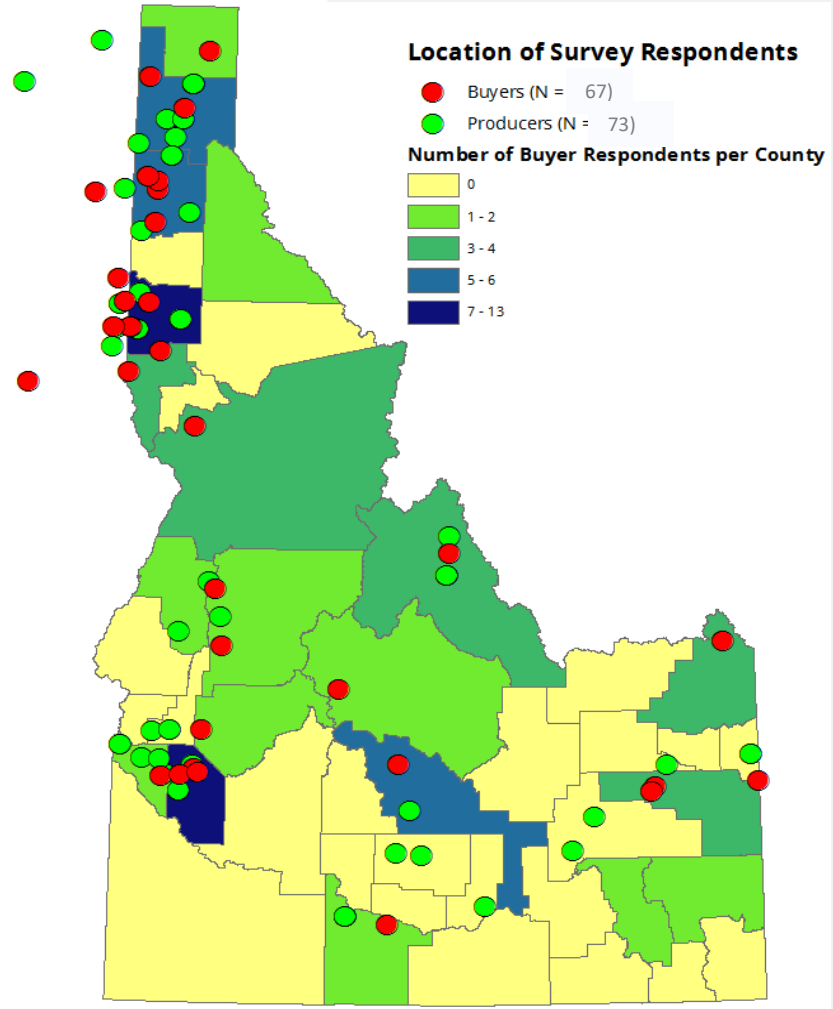 Location of Survey Respondents
Buyers (N = 67)
Producers (N = 73)
Number of Buyer Respondents per County
0
1 - 2
3 - 4
5 - 6
7 - 13